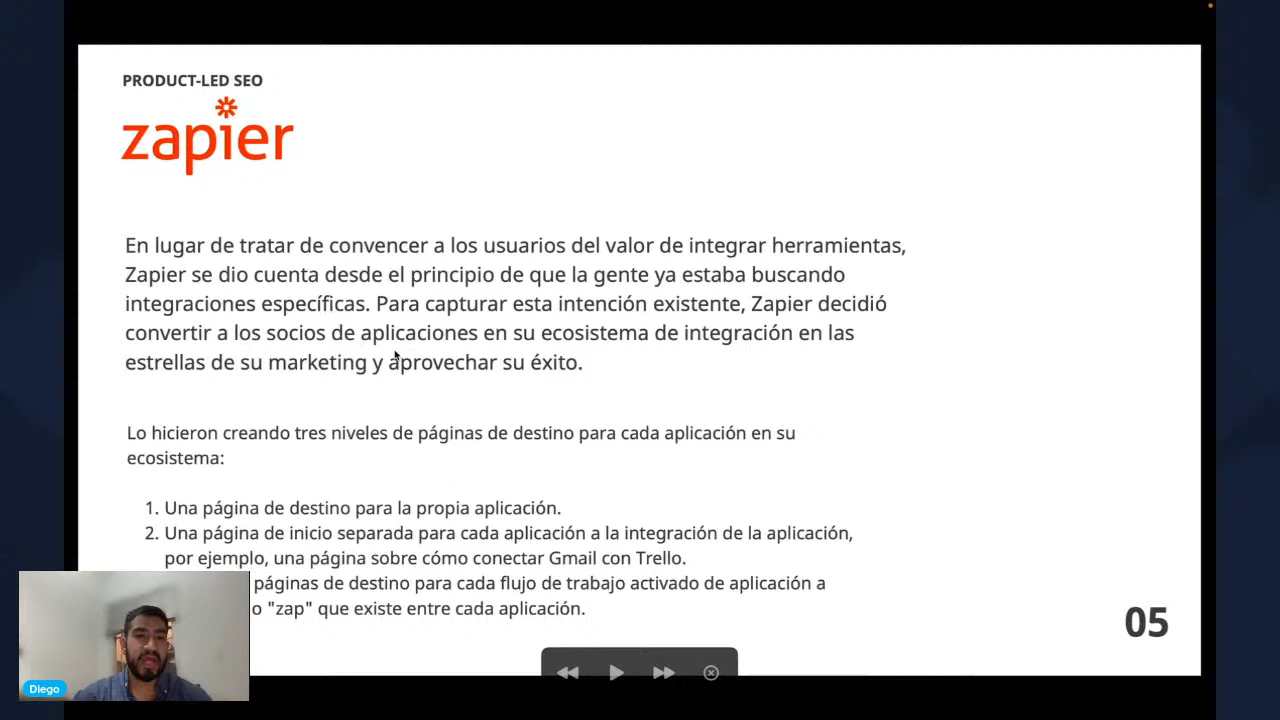 PRODUCT-LED SEO
zapier
En lugar de tratar de convencer a los usuarios del valor de integrar herramientas,
Zapier se dio cuenta desde el principio de que la gente ya estaba buscando
integraciones específicas. Para capturar esta intención existente, Zapier decidió
convertir a los socios de aplicaciones en su ecosistema de integración en las
estrellas de su marketing y aprovechar su éxito.
Lo hicieron creando tres niveles de páginas de destino para cada aplicación en su
ecosistema:
1. Una página de destino para la propia aplicación.
2. Una página de inicio separada para cada aplicación a la integración de la aplicación,
por ejemplo, una página sobre cómo conectar Gmail con Trello.
páginas de destino para cada flujo de trabajo activado de aplicación a
o "zap" que existe entre cada aplicación.
05
Diego